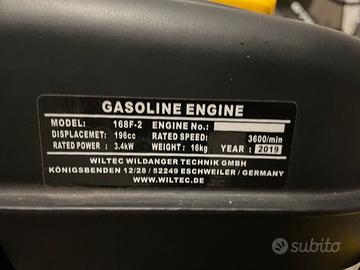 GASOLINE ENGINE
MODEL: 168F-2 ENGINE No.:
DISPLACEMET: 196cc RATED SPEED: 3600/min
RATED POWER : 3.4kW WEIGHT : 16kg YEAR : 2019
WILTEC WILDANGER TECHNIK GMBH
KÖNIGSBENDEN 12/28 / 52249 ESCHWEILER / GERMANY
WWW.WILTEC.DE
subito